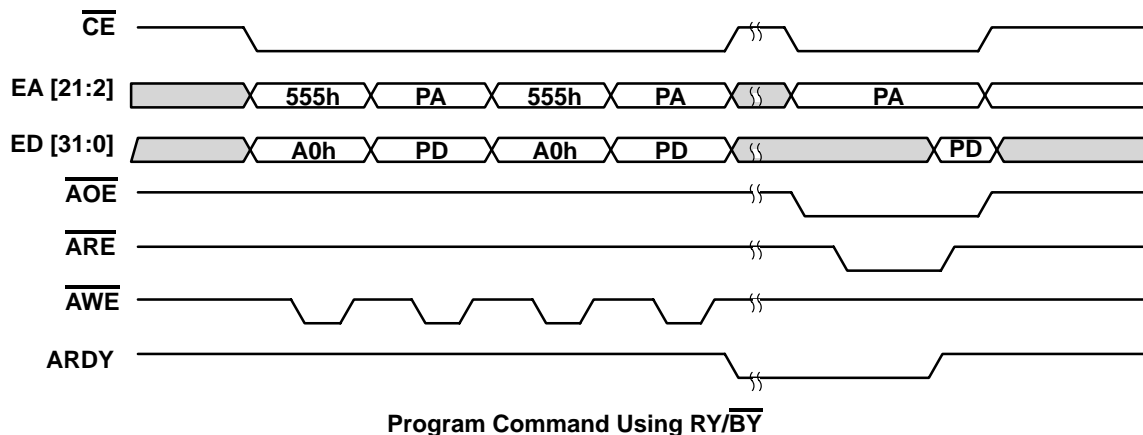 CE
EA [21:2] 555h PA 555h PA PA
ED [31:0] A0h PD A0h PD PD
AOE
ARE
AWE
ARDY
Program Command Using RY/BY